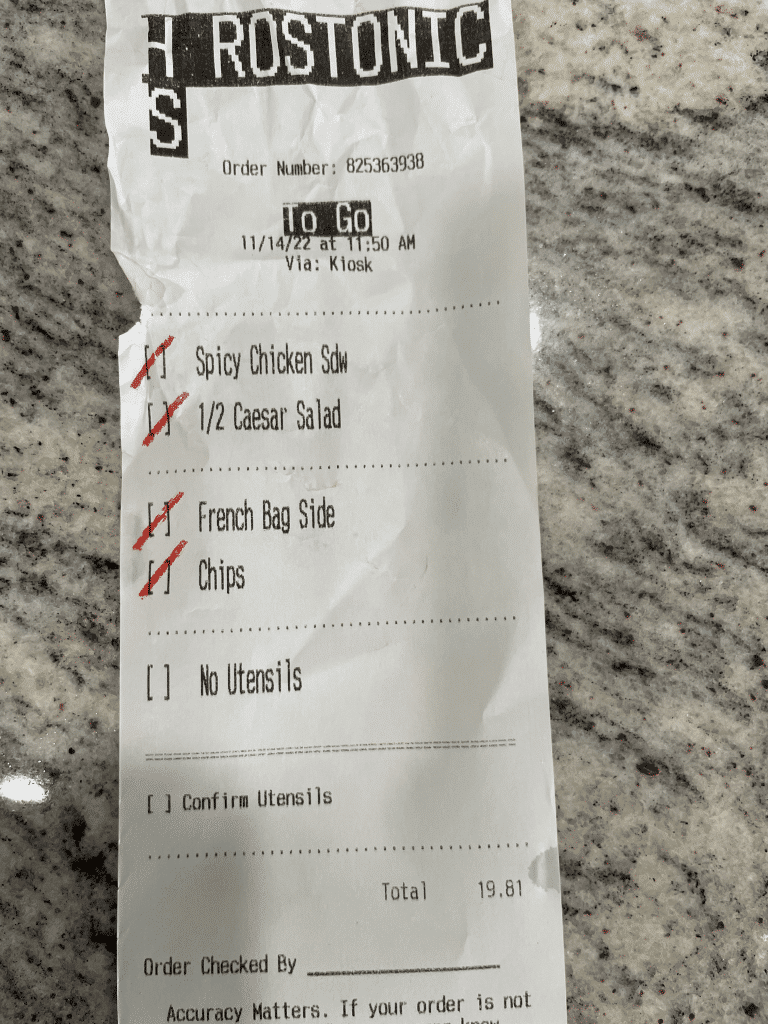 H ROSTONIC
S
Order Number: 825363938
To Go
11/14/22 at 11:50 AM
Via: Kiosk
[ ] Spicy Chicken Sdw
[ ] 1/2 Caesar Salad
[ ] French Bag Side
[ ] Chips
[ ] No Utensils
[ ] Confirm Utensils
Total 19.81
Order Checked By
Accuracy Matters. If your order is not
know